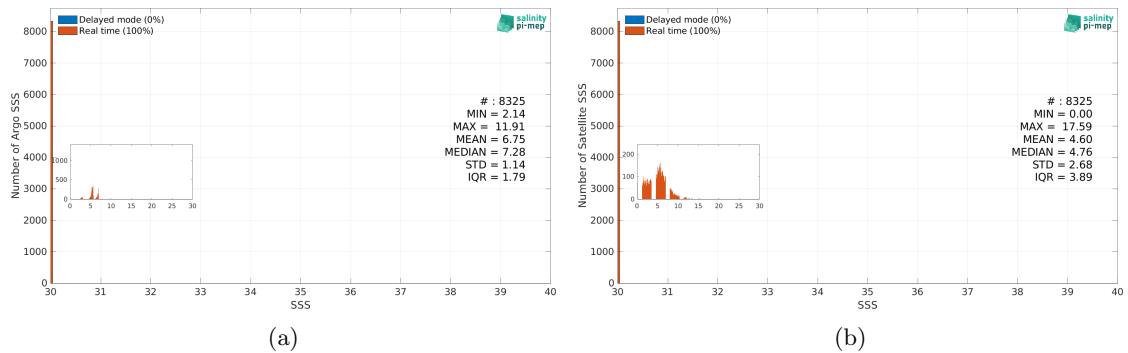 Delayed mode (0%)
Real time (100%)
salinity
pi-mep
Number of Argo SSS
8000
7000
6000
5000
4000
3000
2000
1000
0
# : 8325
MIN = 2.14
MAX = 11.91
MEAN = 6.75
MEDIAN = 7.28
STD = 1.14
IQR = 1.79
1000
500
0
0 5 10 15 20 25 30
30 31 32 33 34 35 36 37 38 39 40
SSS
(a)
Delayed mode (0%)
Real time (100%)
salinity
pi-mep
Number of Satellite SSS
8000
7000
6000
5000
4000
3000
2000
1000
0
# : 8325
MIN = 0.00
MAX = 17.59
MEAN = 4.60
MEDIAN = 4.76
STD = 2.68
IQR = 3.89
200
100
0
0 5 10 15 20 25 30
30 31 32 33 34 35 36 37 38 39 40
SSS
(b)